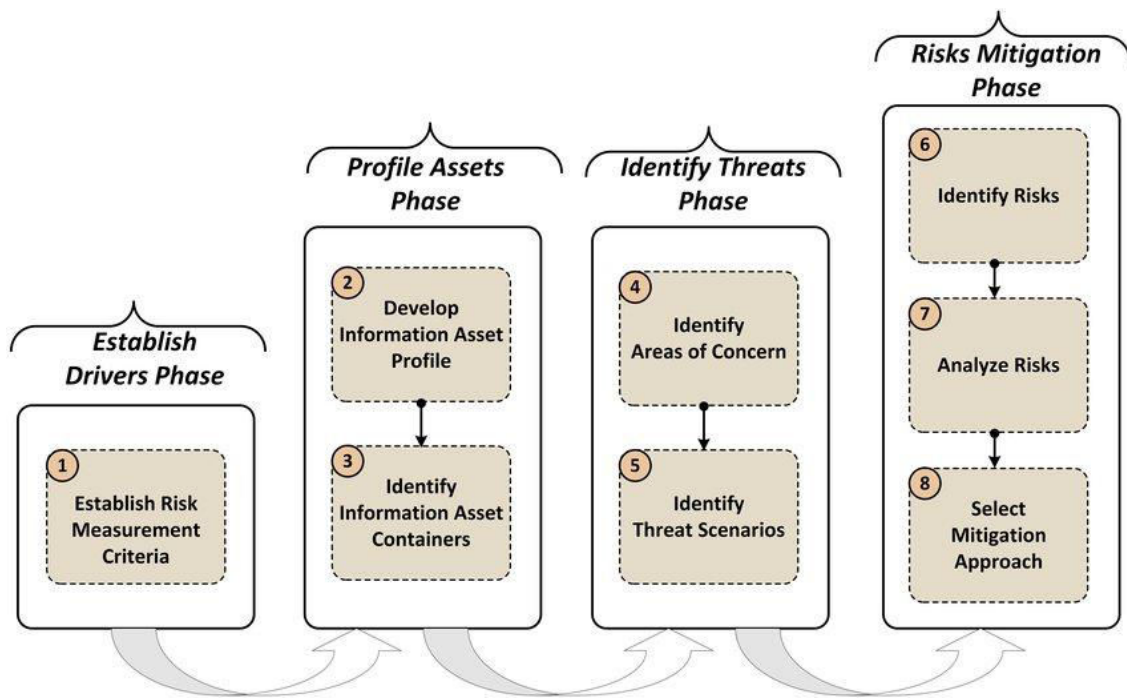 Establish
Drivers Phase
1
Establish Risk
Measurement
Criteria
Profile Assets
Phase
2
Develop
Information Asset
Profile
3
Identify
Information Asset
Containers
Identify Threats
Phase
4
Identify
Areas of Concern
5
Identify
Threat Scenarios
Risks Mitigation
Phase
6
Identify Risks
7
Analyze Risks
8
Select
Mitigation
Approach